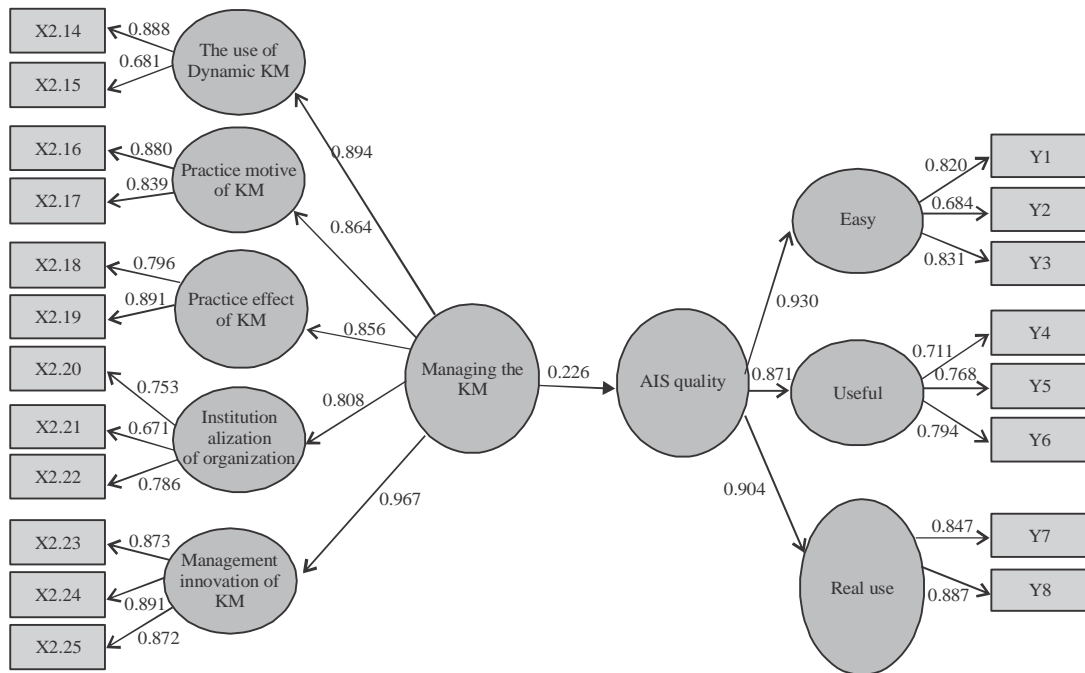 X2.14
0.888
The use of
Dynamic KM
X2.15
0.681
X2.16
0.880
Practice motive
of KM
X2.17
0.839
X2.18
0.796
Practice effect
of KM
X2.19
0.891
X2.20
0.753
Institution
alization
of organization
X2.21
0.671
X2.22
0.786
X2.23
0.873
Management
innovation of
KM
X2.24
0.891
X2.25
0.872
0.894
0.864
0.856
0.808
0.967
Managing the
KM
0.226
AIS quality
0.930
0.871
0.904
Easy
0.820
Y1
0.684
Y2
0.831
Y3
Useful
0.711
Y4
0.768
Y5
0.794
Y6
Real use
0.847
Y7
0.887
Y8